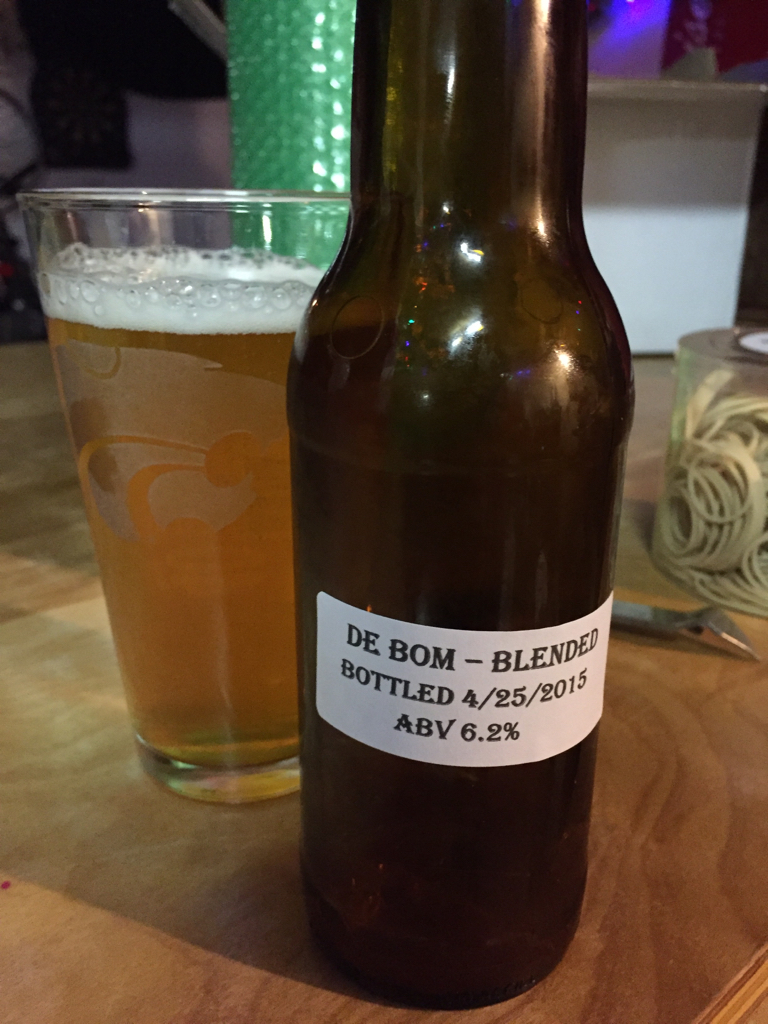 DE BOM – BLENDED
BOTTLED 4/25/2015
ABV 6.2%